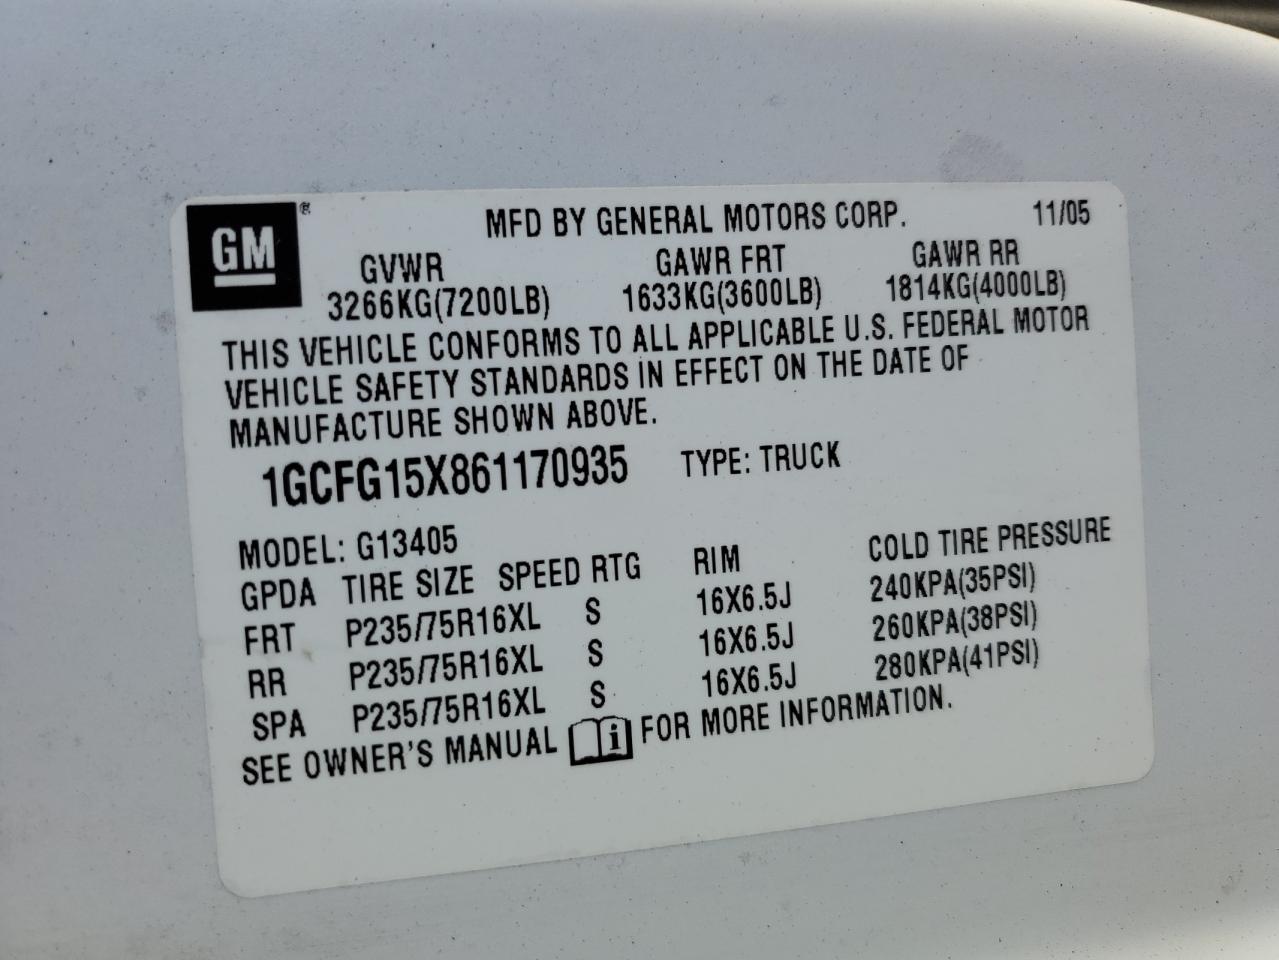 GM ®
MFD BY GENERAL MOTORS CORP. 11/05
GVWR GAWR FRT GAWR RR
3266KG(7200LB) 1633KG(3600LB) 1814KG(4000LB)
THIS VEHICLE CONFORMS TO ALL APPLICABLE U.S. FEDERAL MOTOR
VEHICLE SAFETY STANDARDS IN EFFECT ON THE DATE OF
MANUFACTURE SHOWN ABOVE.
1GCFG15X861170935 TYPE: TRUCK
MODEL: G13405
GPDA TIRE SIZE SPEED RTG RIM COLD TIRE PRESSURE
FRT P235/75R16XL S 16X6.5J 240KPA(35PSI)
RR P235/75R16XL S 16X6.5J 260KPA(38PSI)
SPA P235/75R16XL S 16X6.5J 280KPA(41PSI)
SEE OWNER'S MANUAL i FOR MORE INFORMATION.